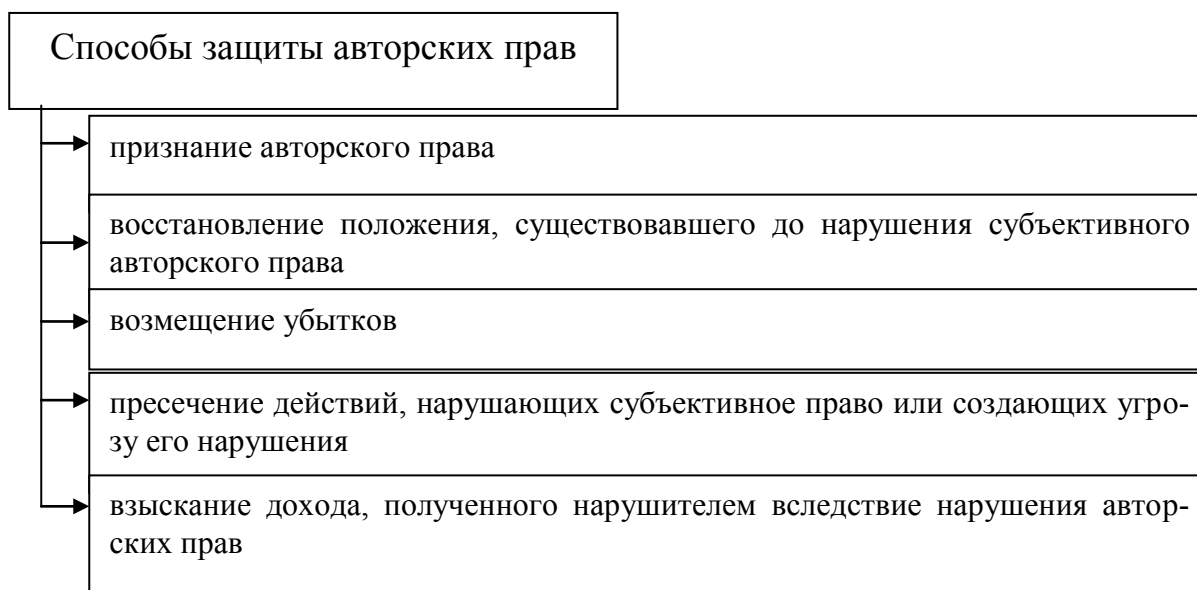 Способы защиты авторских прав
признание авторского права
восстановление положения, существовавшего до нарушения субъективного
авторского права
возмещение убытков
пресечение действий, нарушающих субъективное право или создающих угро-
зу его нарушения
взыскание дохода, полученного нарушителем вследствие нарушения автор-
ских прав